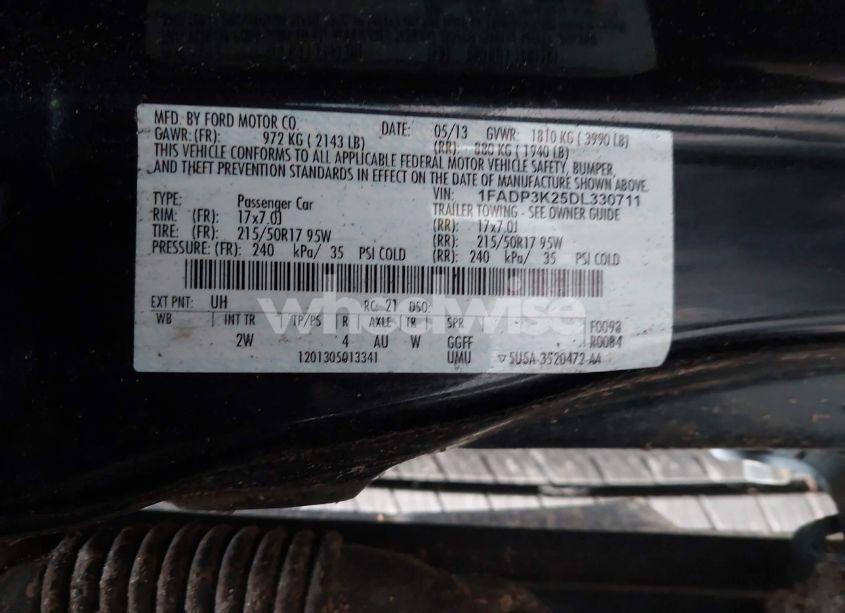 MFD. BY FORD MOTOR CO. DATE: 05/13 GVWR: 1810 KG ( 3990 LB)
GAWR: (FR): 972 KG ( 2143 LB) (RR): 880 KG ( 1940 LB)
THIS VEHICLE CONFORMS TO ALL APPLICABLE FEDERAL MOTOR VEHICLE SAFETY, BUMPER,
AND THEFT PREVENTION STANDARDS IN EFFECT ON THE DATE OF MANUFACTURE SHOWN ABOVE.
VIN: 1FADP3K25DL330711
TYPE: Passenger Car TRAILER TOWING - SEE OWNER GUIDE
RIM: (FR): 17x7.0J (RR): 17x7.0J
TIRE: (FR): 215/50R17 95W (RR): 215/50R17 95W
PRESSURE: (FR): 240 kPa/ 35 PSI COLD (RR): 240 kPa/ 35 PSI COLD
EXT PNT: UH RC: 21 DSO:
WB INT TR TP/PS R AXLE TR SPR F0093
2W 4 AU W GGFF R0084
1201305013341 UMU ▽5U5A-3520472-AA
wheelwise